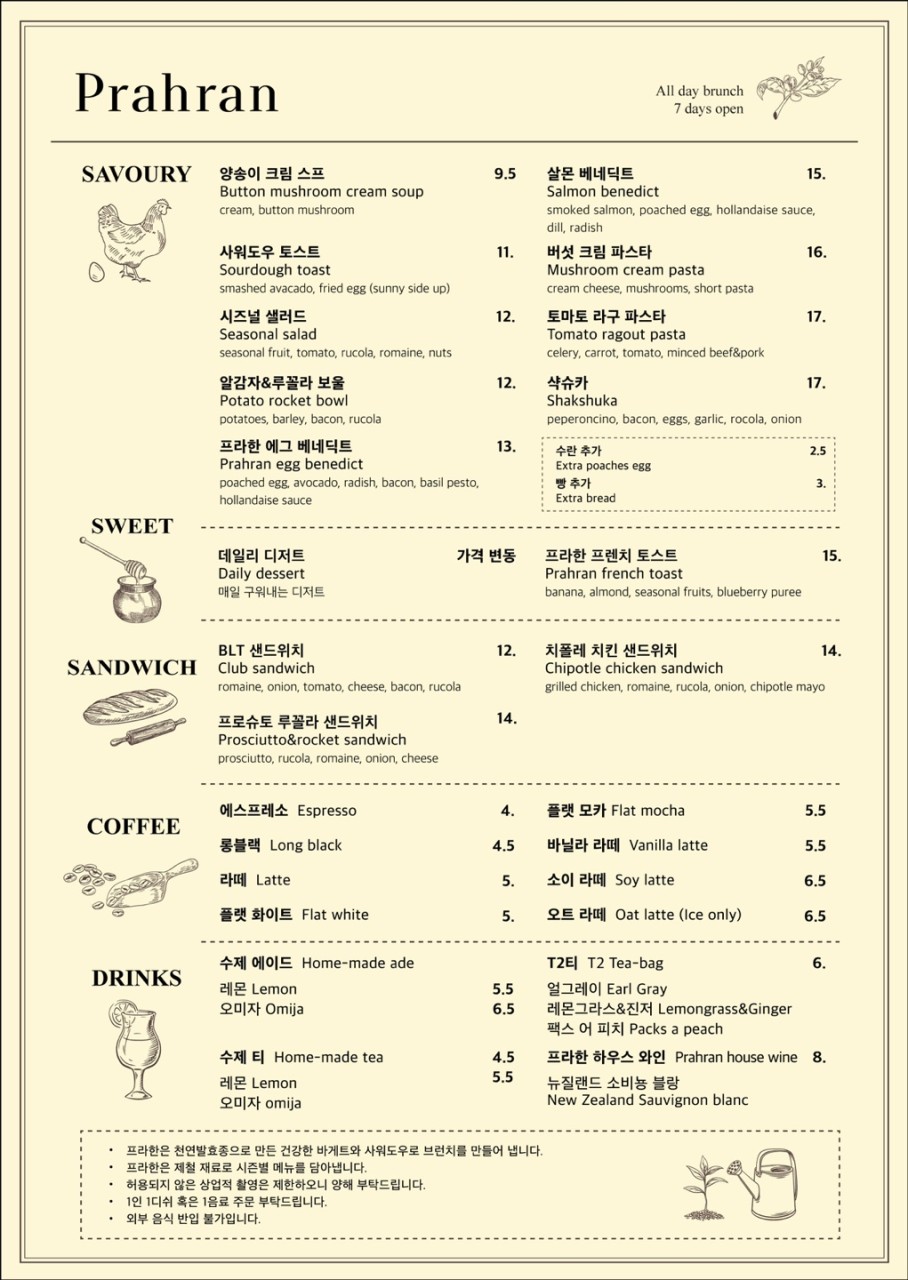 Prahran
All day brunch
7 days open
SAVOURY
양송이 크림 스프 9.5
Button mushroom cream soup
cream, button mushroom
사워도우 토스트 11.
Sourdough toast
smashed avacado, fried egg (sunny side up)
시즈널 샐러드 12.
Seasonal salad
seasonal fruit, tomato, rucola, romaine, nuts
알감자&루꼴라 보울 12.
Potato rocket bowl
potatoes, barley, bacon, rucola
프라한 에그 베네딕트 13.
Prahran egg benedict
poached egg, avocado, radish, bacon, basil pesto,
hollandaise sauce
살몬 베네딕트 15.
Salmon benedict
smoked salmon, poached egg, hollandaise sauce,
dill, radish
버섯 크림 파스타 16.
Mushroom cream pasta
cream cheese, mushrooms, short pasta
토마토 라구 파스타 17.
Tomato ragout pasta
celery, carrot, tomato, minced beef&pork
샥슈카 17.
Shakshuka
peperoncino, bacon, eggs, garlic, rocola, onion
수란 추가 2.5
Extra poaches egg
빵 추가 3.
Extra bread
SWEET
데일리 디저트 가격 변동
Daily dessert
매일 구워내는 디저트
프라한 프렌치 토스트 15.
Prahran french toast
banana, almond, seasonal fruits, blueberry puree
SANDWICH
BLT 샌드위치 12.
Club sandwich
romaine, onion, tomato, cheese, bacon, rucola
프로슈토 루꼴라 샌드위치 14.
Prosciutto&rocket sandwich
prosciutto, rucola, romaine, onion, cheese
치폴레 치킨 샌드위치 14.
Chipotle chicken sandwich
grilled chicken, romaine, rucola, onion, chipotle mayo
COFFEE
에스프레소 Espresso 4.
롱블랙 Long black 4.5
라떼 Latte 5.
플랫 화이트 Flat white 5.
플랫 모카 Flat mocha 5.5
바닐라 라떼 Vanilla latte 5.5
소이 라떼 Soy latte 6.5
오트 라떼 Oat latte (Ice only) 6.5
DRINKS
수제 에이드 Home-made ade
레몬 Lemon 5.5
오미자 Omija 6.5
수제 티 Home-made tea 4.5
레몬 Lemon 5.5
오미자 omija
T2티 T2 Tea-bag 6.
얼그레이 Earl Gray
레몬그라스&진저 Lemongrass&Ginger
팩스 어 피치 Packs a peach
프라한 하우스 와인 Prahran house wine 8.
뉴질랜드 소비뇽 블랑
New Zealand Sauvignon blanc
• 프라한은 천연발효종으로 만든 건강한 바게트와 사워도우로 브런치를 만들어 냅니다.
• 프라한은 제철 재료로 시즌별 메뉴를 담아냅니다.
• 허용되지 않은 상업적 촬영은 제한하오니 양해 부탁드립니다.
• 1인 1디쉬 혹은 1음료 주문 부탁드립니다.
• 외부 음식 반입 불가입니다.